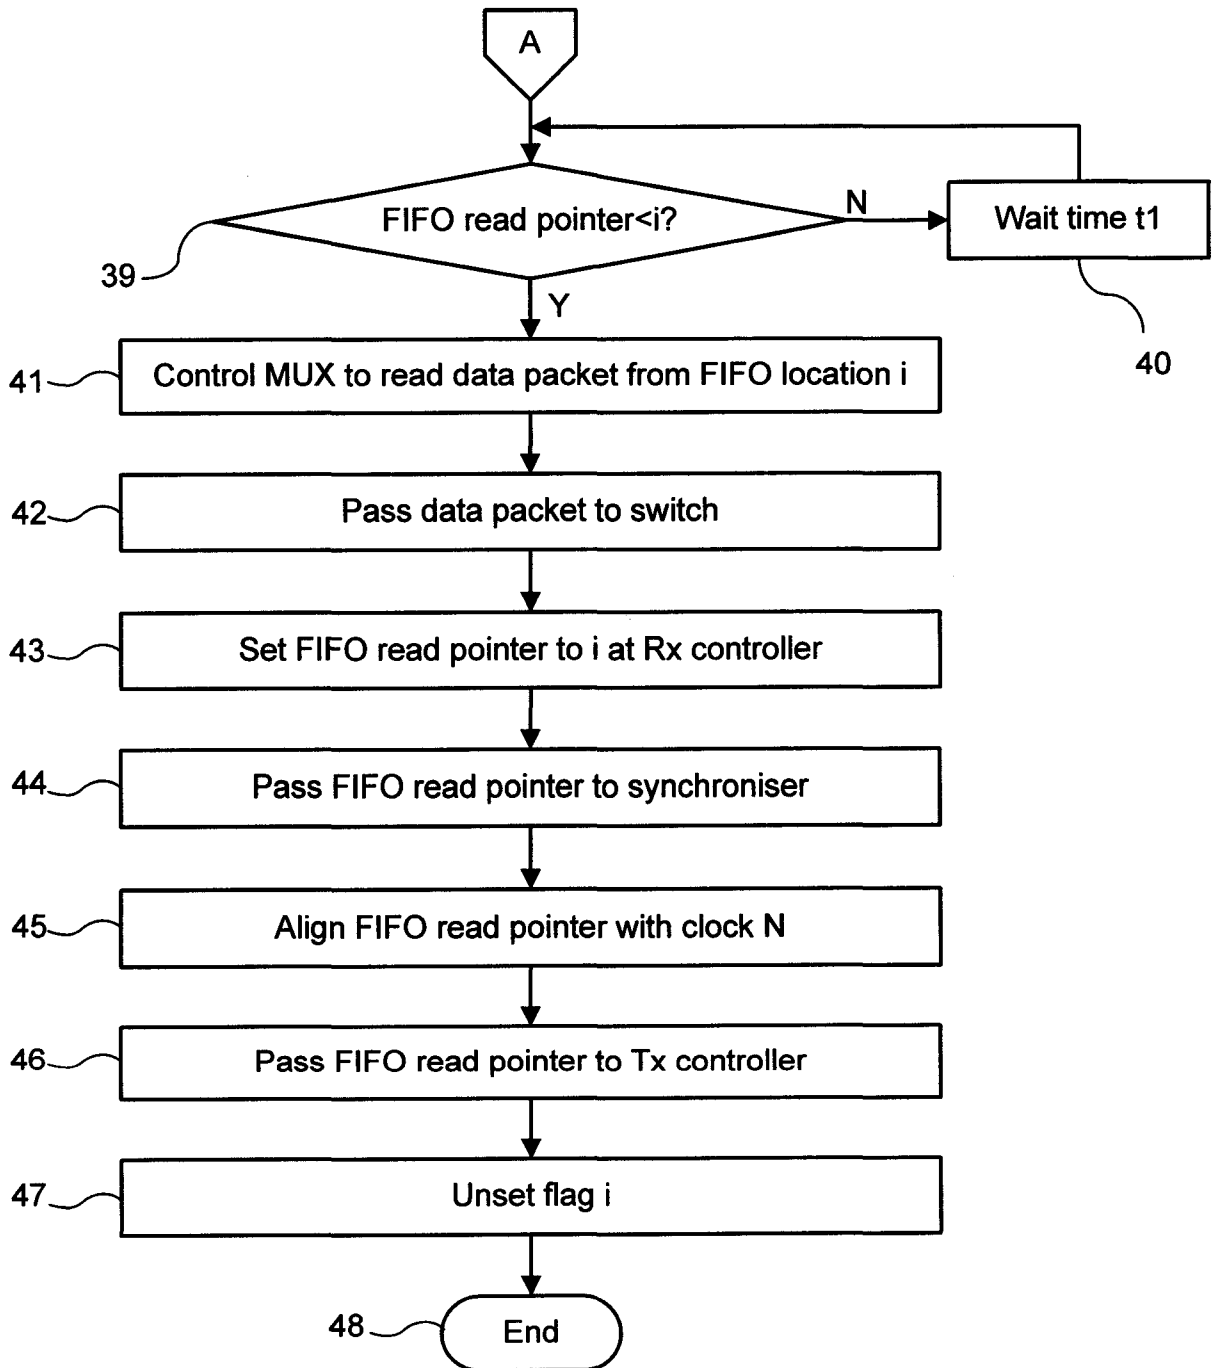 A
FIFO read pointer<i?
N
Wait time t1
39
Y
40
41
Control MUX to read data packet from FIFO location i
42
Pass data packet to switch
43
Set FIFO read pointer to i at Rx controller
44
Pass FIFO read pointer to synchroniser
45
Align FIFO read pointer with clock N
46
Pass FIFO read pointer to Tx controller
47
Unset flag i
48
End